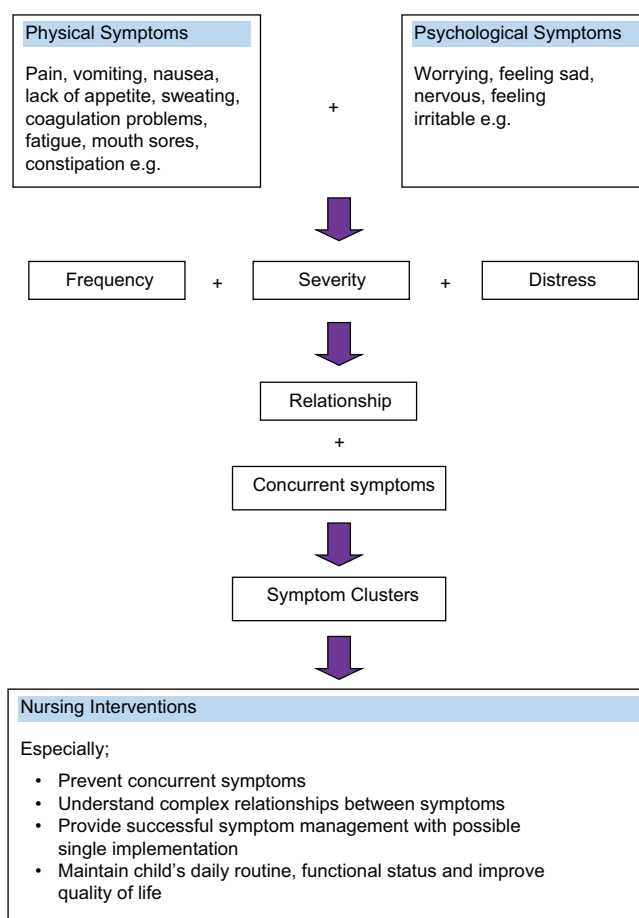 Physical Symptoms
Pain, vomiting, nausea,
lack of appetite, sweating,
coagulation problems,
fatigue, mouth sores,
constipation e.g.
+
Psychological Symptoms
Worrying, feeling sad,
nervous, feeling
irritable e.g.
Frequency + Severity + Distress
Relationship
+
Concurrent symptoms
Symptom Clusters
Nursing Interventions
Especially;
• Prevent concurrent symptoms
• Understand complex relationships between symptoms
• Provide successful symptom management with possible
single implementation
• Maintain child's daily routine, functional status and improve
quality of life